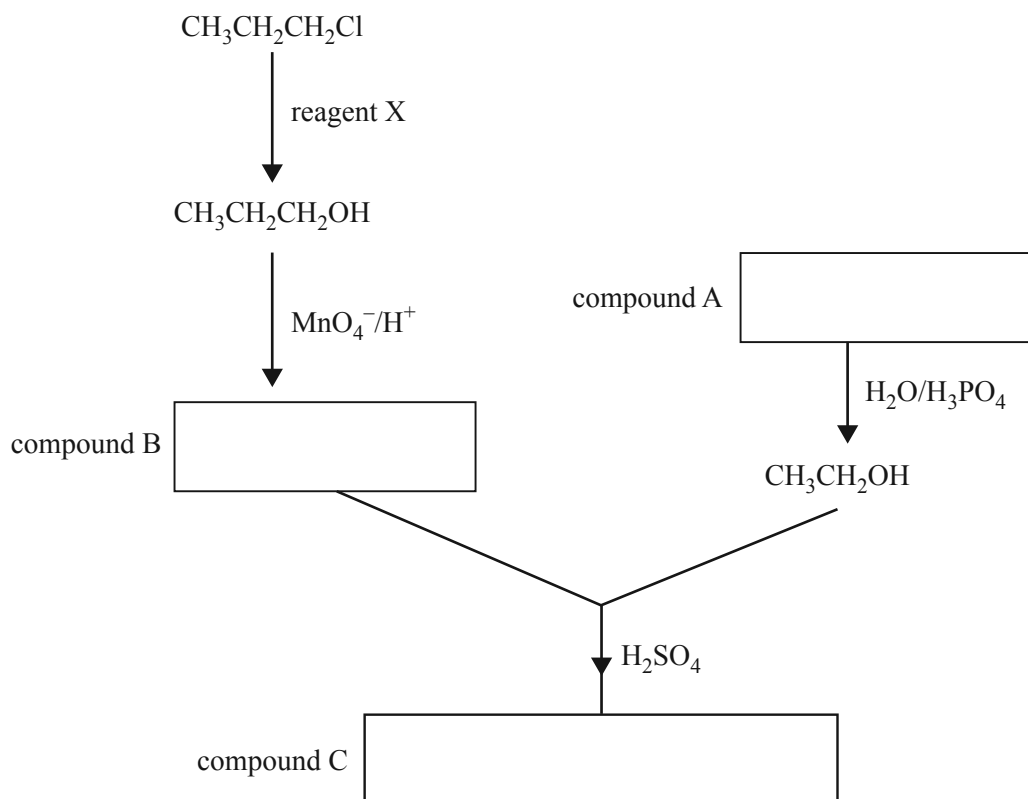 CH₃CH₂CH₂Cl
reagent X
CH₃CH₂CH₂OH
MnO₄⁻/H⁺
compound A
H₂O/H₃PO₄
compound B
CH₃CH₂OH
H₂SO₄
compound C